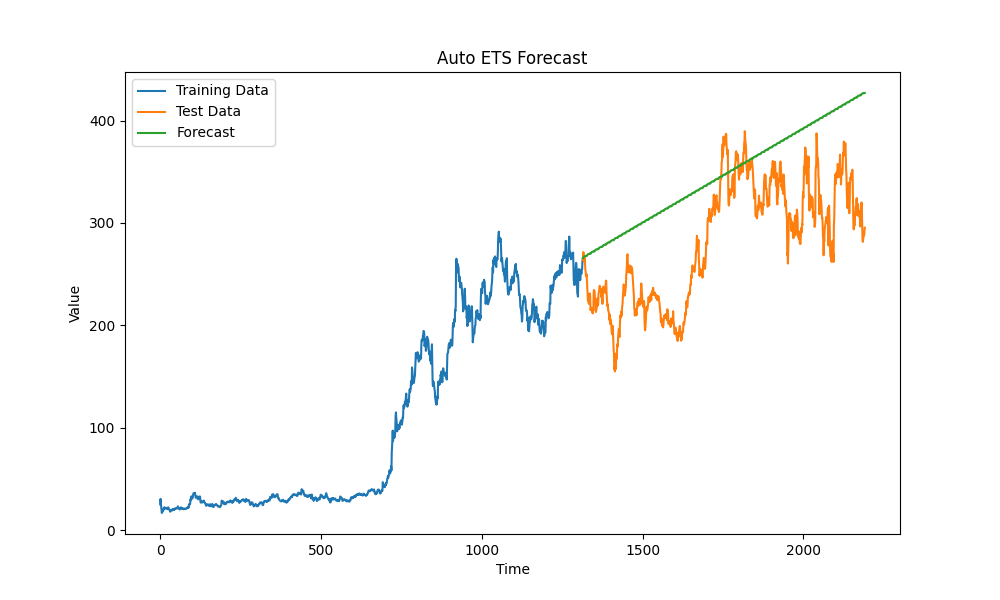 Auto ETS Forecast
Training Data
Test Data
Forecast
Value
400
300
200
100
0
0 500 1000 1500 2000
Time